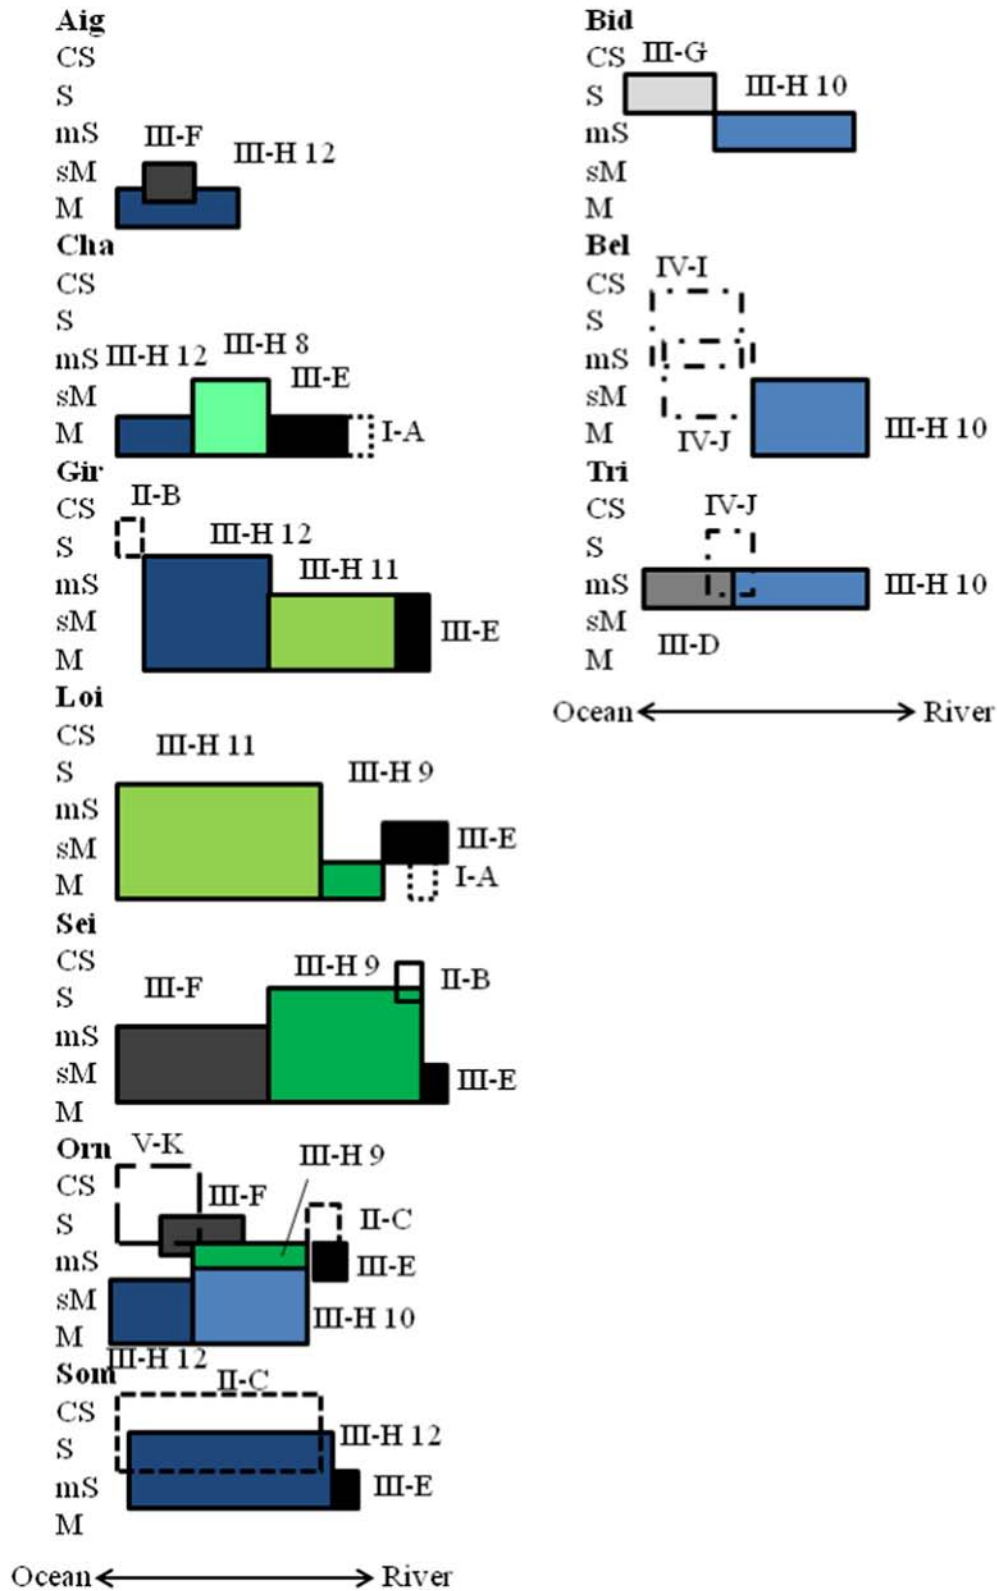 Aig
CS
S
mS
III-F
III-H 12
sM
M
Cha
CS
S
mS
III-H 12
III-H 8
III-E
sM
M
I-A
Gir
II-B
CS
S
III-H 12
III-H 11
mS
sM
III-E
M
Loi
CS
III-H 11
S
III-H 9
mS
sM
III-E
M
I-A
Sei
CS
III-H 9
II-B
S
III-F
mS
sM
III-E
M
Orn
V-K
III-H 9
CS
III-F
S
II-C
mS
III-E
sM
III-H 10
M
III-H 12
Som
II-C
CS
III-H 12
S
mS
III-E
M
Ocean
River
Bid
CS
III-G
S
III-H 10
mS
sM
M
Bel
IV-I
CS
S
mS
sM
M
IV-J
III-H 10
Tri
CS
IV-J
S
mS
III-H 10
sM
III-D
M
Ocean
River